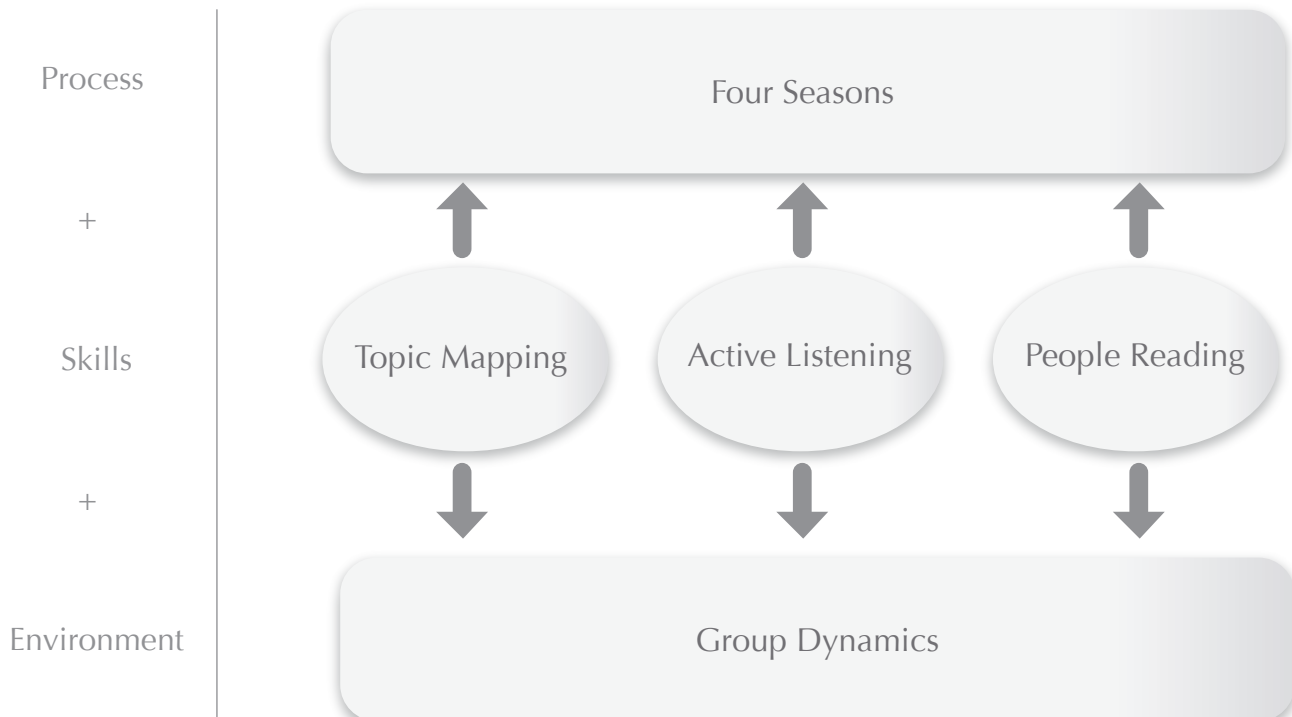 Process
Four Seasons
+
Skills
Topic Mapping
Active Listening
People Reading
+
Environment
Group Dynamics